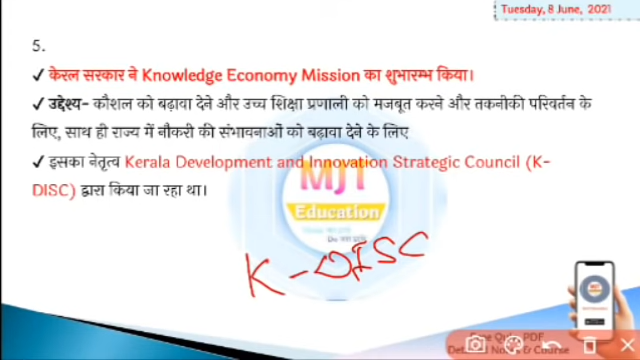 Tuesday, 8 June, 2021
5.
✓ केरल सरकार ने Knowledge Economy Mission का शुभारम्भ किया।
✓ उद्देश्य- कौशल को बढ़ावा देने और उच्च शिक्षा प्रणाली को मजबूत करने और तकनीकी परिवर्तन के
लिए, साथ ही राज्य में नौकरी की संभावनाओं को बढ़ावा देने के लिए
✓ इसका नेतृत्व Kerala Development and Innovation Strategic Council (K-
DISC) द्वारा किया जा रहा था।
MJT
Education
K-DISC